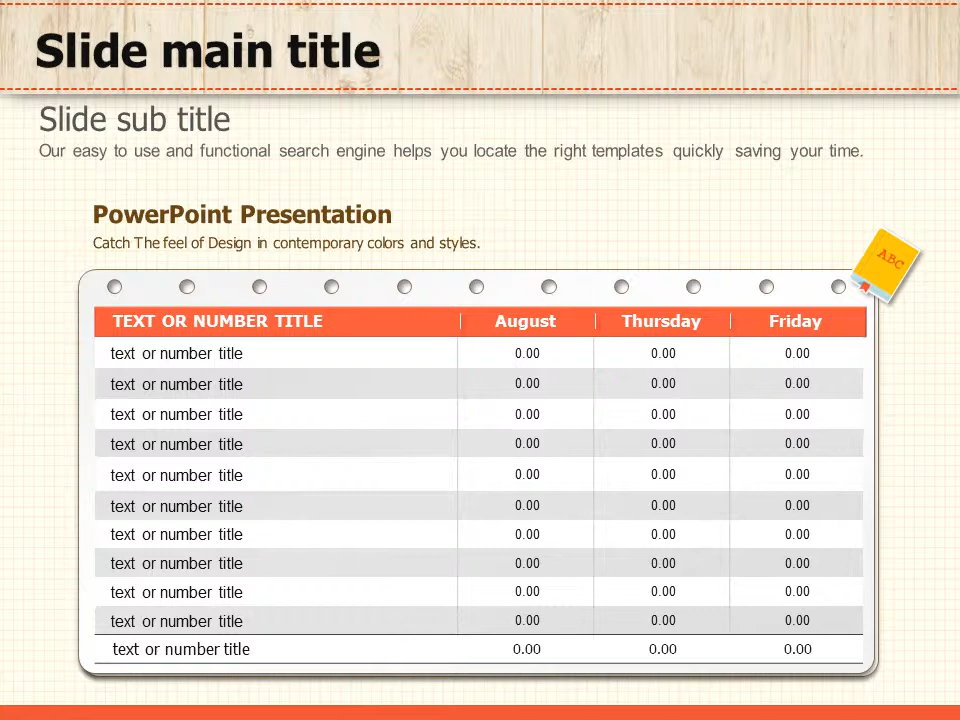 Slide main title
Slide sub title
Our easy to use and functional search engine helps you locate the right templates quickly saving your time.
PowerPoint Presentation
Catch The feel of Design in contemporary colors and styles.
ABC
TEXT OR NUMBER TITLE August Thursday Friday
text or number title 0.00 0.00 0.00
text or number title 0.00 0.00 0.00
text or number title 0.00 0.00 0.00
text or number title 0.00 0.00 0.00
text or number title 0.00 0.00 0.00
text or number title 0.00 0.00 0.00
text or number title 0.00 0.00 0.00
text or number title 0.00 0.00 0.00
text or number title 0.00 0.00 0.00
text or number title 0.00 0.00 0.00
text or number title 0.00 0.00 0.00